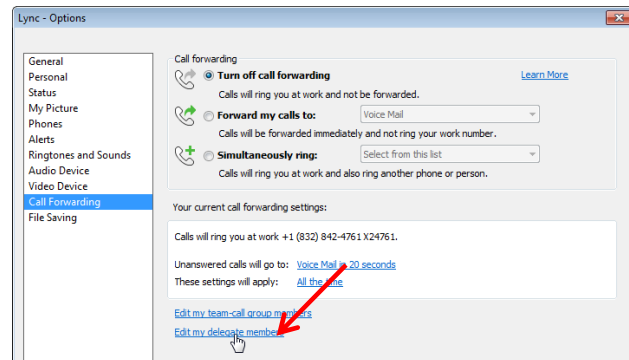 Lync - Options
General
Personal
Status
My Picture
Phones
Alerts
Ringtones and Sounds
Audio Device
Video Device
Call Forwarding
File Saving
Call forwarding
Turn off call forwarding
Learn More
Calls will ring you at work and not be forwarded.
Forward my calls to:
Voice Mail
Calls will be forwarded immediately and not ring your work number.
Simultaneously ring:
Select from this list
Calls will ring you at work and also ring another phone or person.
Your current call forwarding settings:
Calls will ring you at work +1 (832) 842-4761 X24761.
Unanswered calls will go to: Voice Mail in 20 seconds
These settings will apply: All the time
Edit my team-call group members
Edit my delegate members